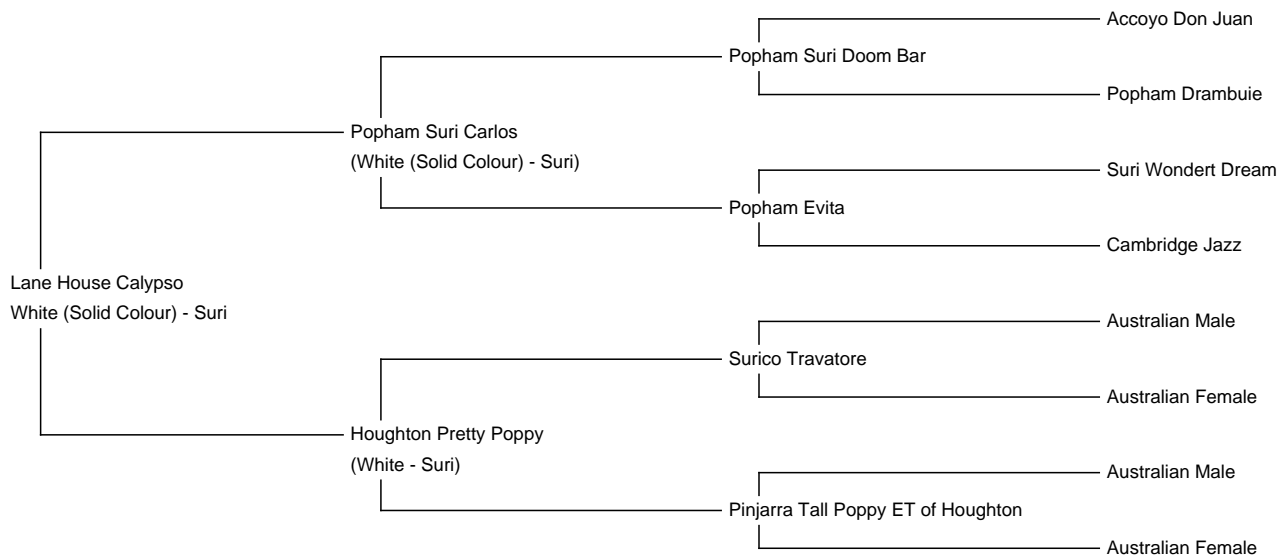 Accoyo Don Juan
Popham Suri Doom Bar
Popham Drambuie
Popham Suri Carlos
(White (Solid Colour) - Suri)
Suri Wondert Dream
Popham Evita
Cambridge Jazz
Lane House Calypso
White (Solid Colour) - Suri
Australian Male
Surico Travatore
Australian Female
Houghton Pretty Poppy
(White - Suri)
Australian Male
Pinjarra Tall Poppy ET of Houghton
Australian Female